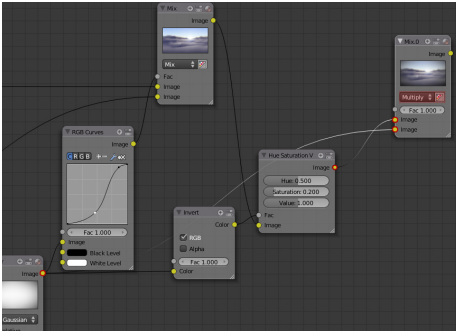 Mix
Image
Mix
Fac
Image
Image
Mix.0
Image
Multiply
Fac 1.000
Image
Image
RGB Curves
Image
C R G B
Fac 1.000
Image
Black Level
White Level
Hue Saturation V
Image
Hue: 0.500
Saturation: 0.200
Value: 1.000
Fac
Image
Invert
Color
RGB
Alpha
Fac 1.000
Color
Image
Gaussian